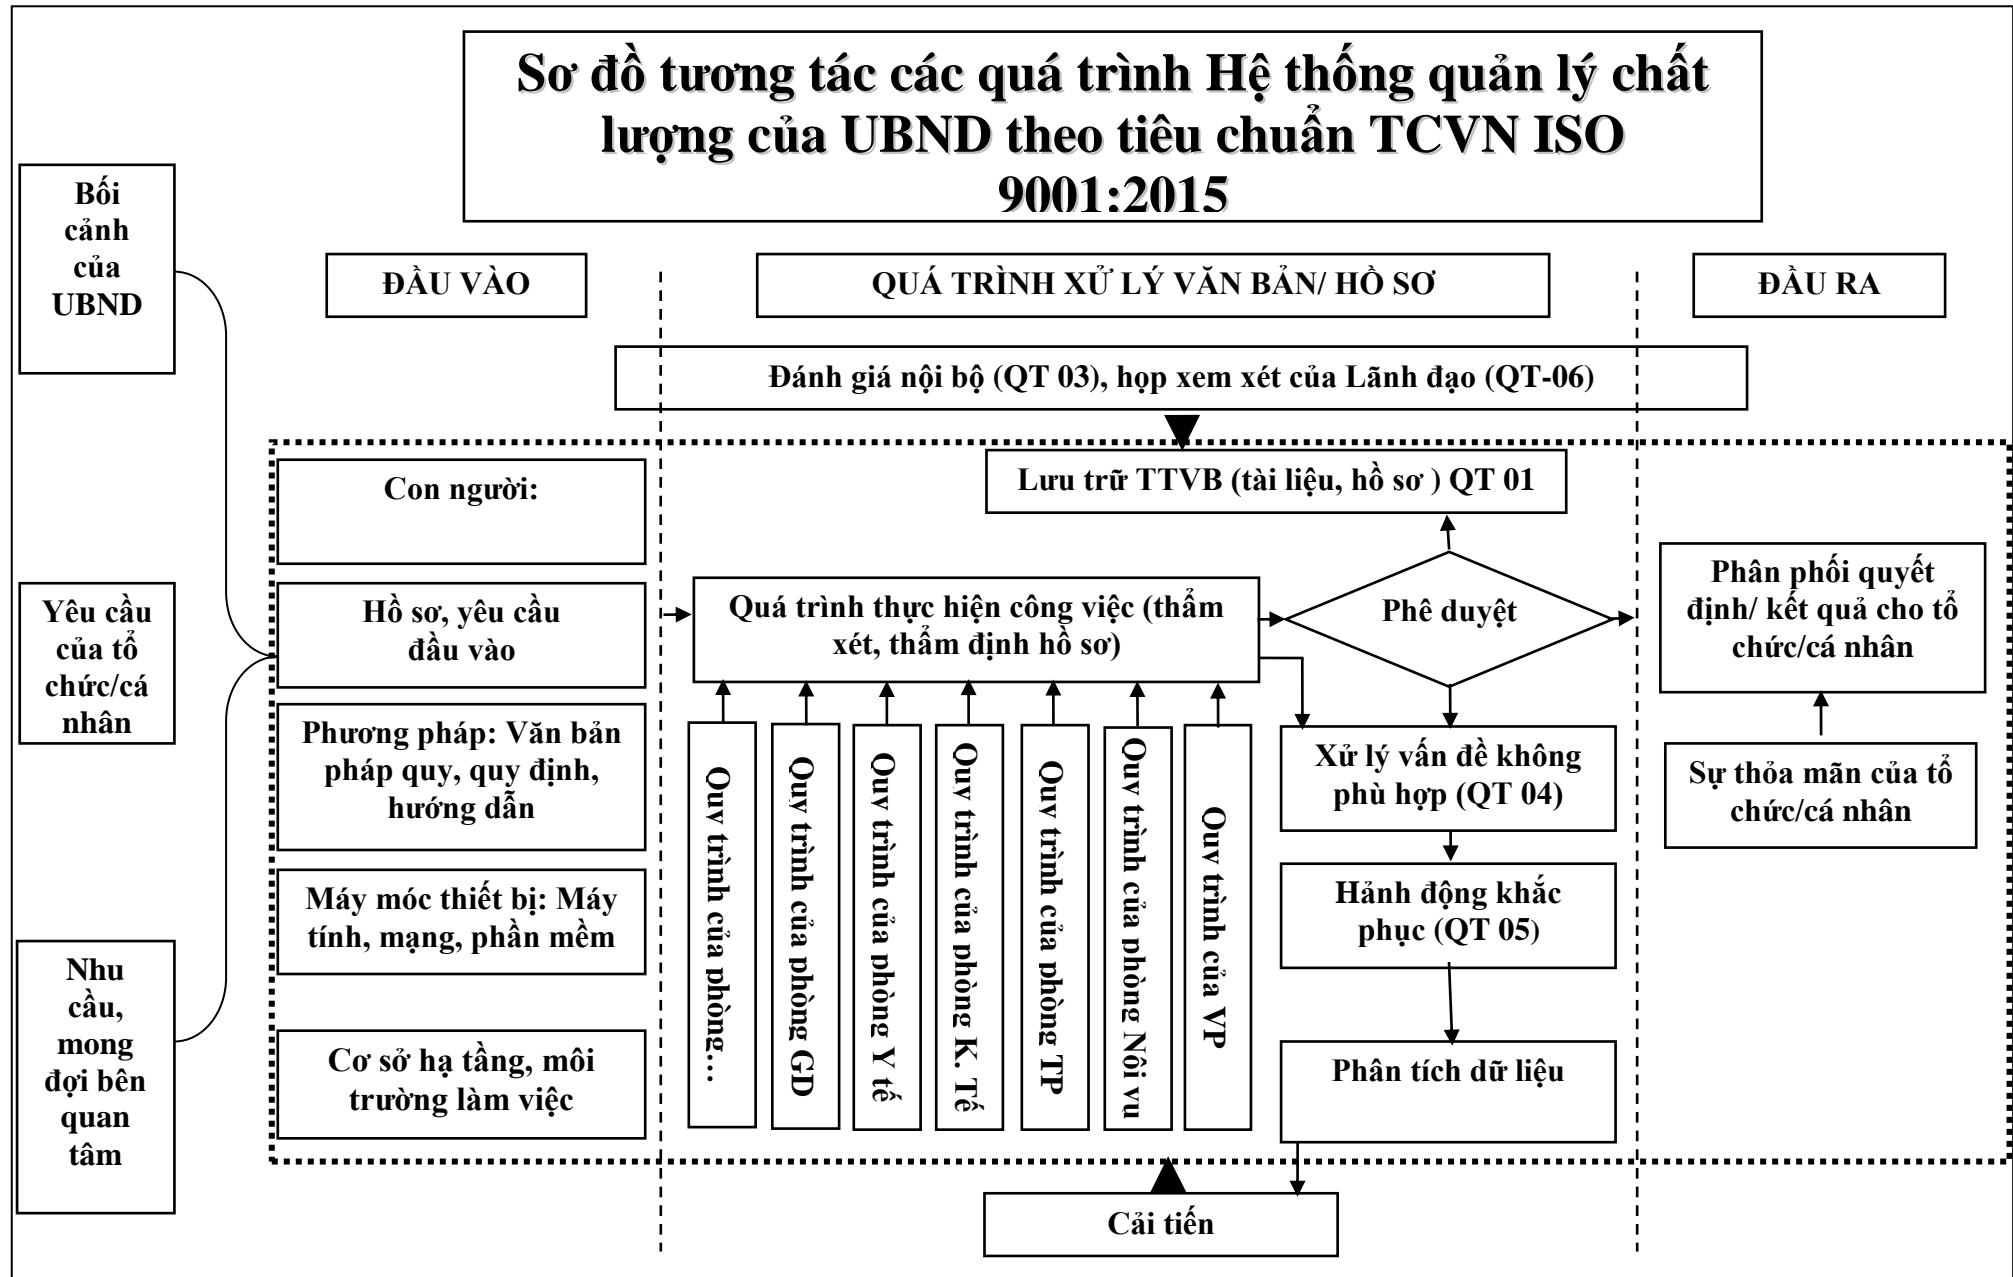 Sơ đồ tương tác các quá trình Hệ thống quản lý chất
lượng của UBND theo tiêu chuẩn TCVN ISO
9001:2015
Bối
cảnh
của
UBND
Yêu cầu
của tổ
chức/cá
nhân
Nhu
cầu,
mong
đợi bên
quan
tâm
ĐẦU VÀO
QUÁ TRÌNH XỬ LÝ VĂN BẢN/ HỒ SƠ
ĐẦU RA
Đánh giá nội bộ (QT 03), họp xem xét của Lãnh đạo (QT-06)
Con người:
Hồ sơ, yêu cầu
đầu vào
Phương pháp: Văn bản
pháp quy, quy định,
hướng dẫn
Máy móc thiết bị: Máy
tính, mạng, phần mềm
Cơ sở hạ tầng, môi
trường làm việc
Lưu trữ TTVB (tài liệu, hồ sơ ) QT 01
Quá trình thực hiện công việc (thẩm
xét, thẩm định hồ sơ)
Phê duyệt
Quy trình của phòng…
Quy trình của phòng GD
Quy trình của phòng Y tế
Quy trình của phòng K. Tế
Quy trình của phòng TP
Quy trình của phòng Nội vụ
Quy trình của VP
Xử lý vấn đề không
phù hợp (QT 04)
Hảnh động khắc
phục (QT 05)
Phân tích dữ liệu
Phân phối quyết
định/ kết quả cho tổ
chức/cá nhân
Sự thỏa mãn của tổ
chức/cá nhân
Cải tiến